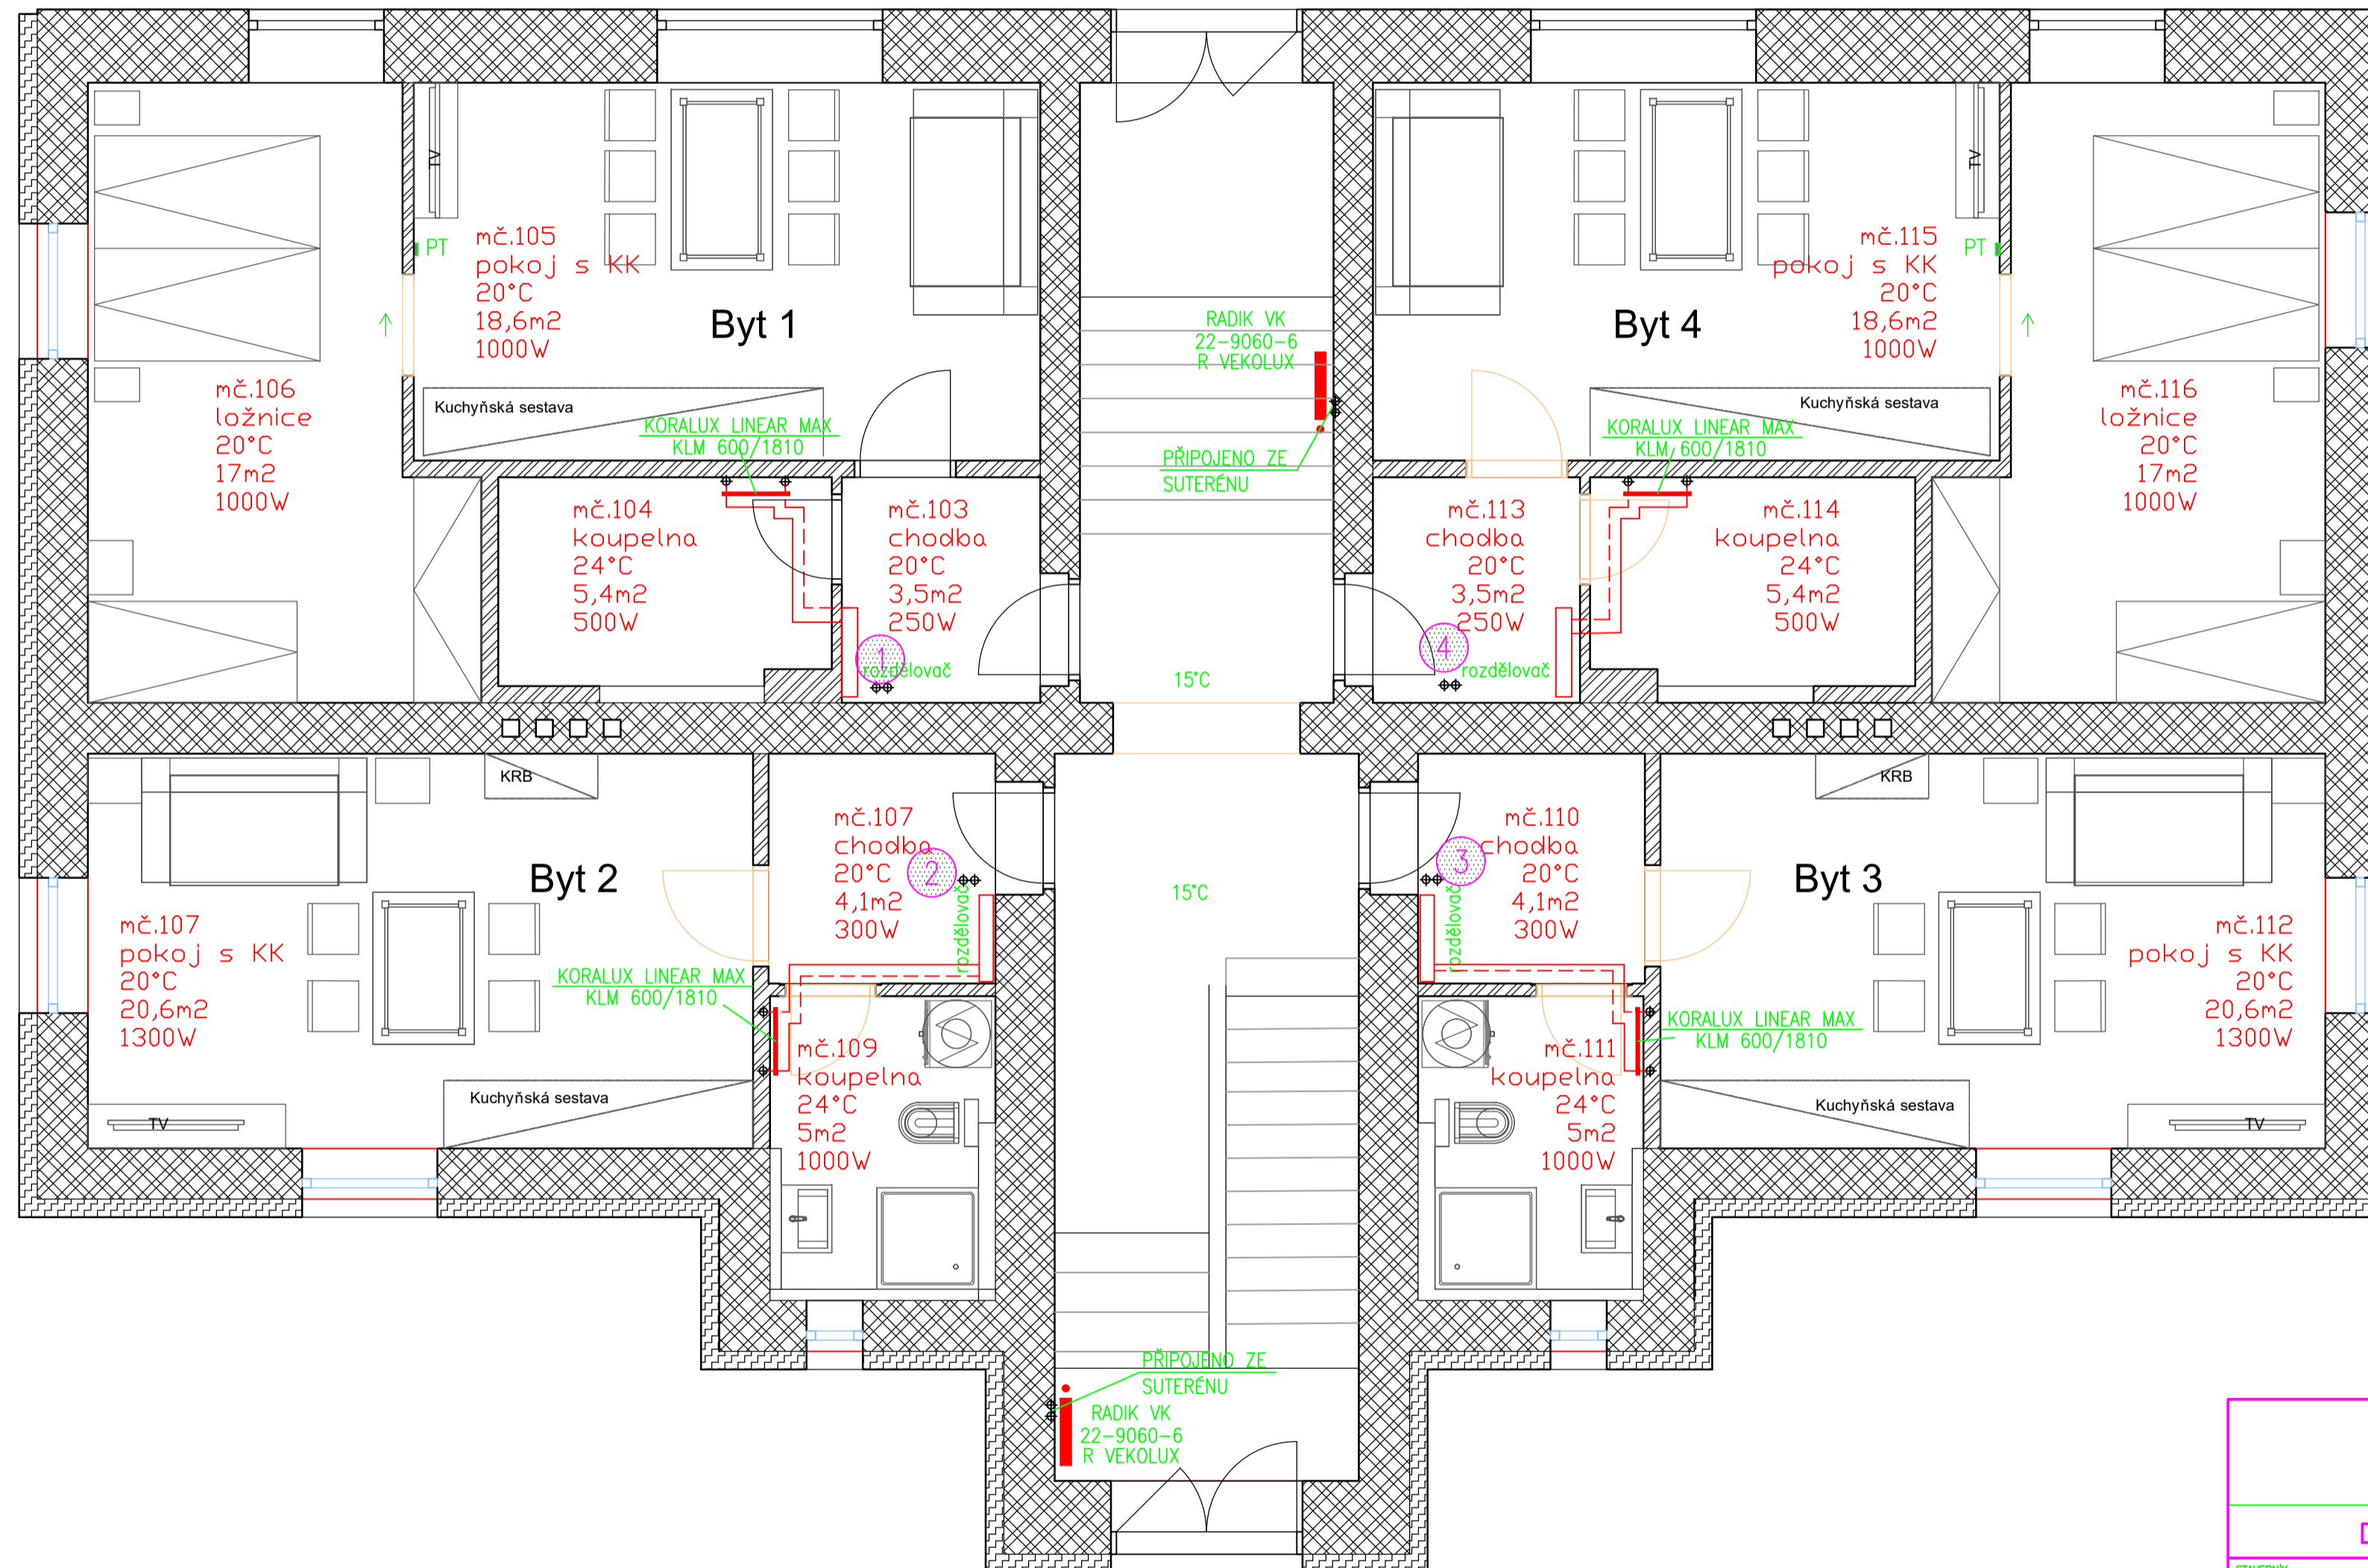 TV
PT
mč.105
pokoj s KK
20°C
18,6m2
1000W
Byt 1
mč.106
ložnice
20°C
17m2
1000W
Kuchyňská sestava
KORALUX LINEAR MAX
KLM 600/1810
mč.104
koupelna
24°C
5,4m2
500W
mč.103
chodba
20°C
3,5m2
250W
1
rozdělovač
RADIK VK
22-9060-6
R VEKOLUX
PŘIPOJENO ZE
SUTERÉNU
15°C
TV
PT
mč.115
pokoj s KK
20°C
18,6m2
1000W
Byt 4
mč.116
ložnice
20°C
17m2
1000W
Kuchyňská sestava
KORALUX LINEAR MAX
KLM 600/1810
mč.113
chodba
20°C
3,5m2
250W
4
rozdělovač
mč.114
koupelna
24°C
5,4m2
500W
KRB
Byt 2
mč.107
pokoj s KK
20°C
20,6m2
1300W
mč.107
chodba
20°C
4,1m2
300W
2
rozdělovač
KORALUX LINEAR MAX
KLM 600/1810
mč.109
koupelna
24°C
5m2
1000W
Kuchyňská sestava
TV
15°C
mč.110
chodba
20°C
4,1m2
300W
3
rozdělovač
KRB
Byt 3
mč.112
pokoj s KK
20°C
20,6m2
1300W
KORALUX LINEAR MAX
KLM 600/1810
mč.111
koupelna
24°C
5m2
1000W
Kuchyňská sestava
TV
PŘIPOJENO ZE
SUTERÉNU
RADIK VK
22-9060-6
R VEKOLUX